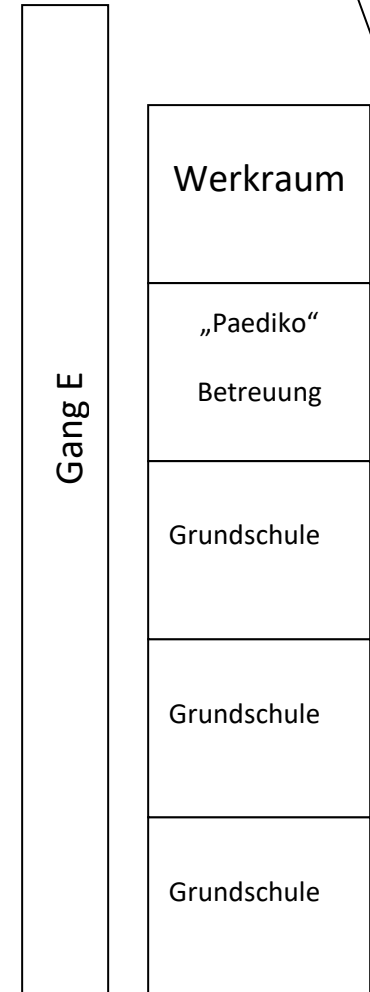 Gang E
Werkraum
„Paediko“
Betreuung
Grundschule
Grundschule
Grundschule